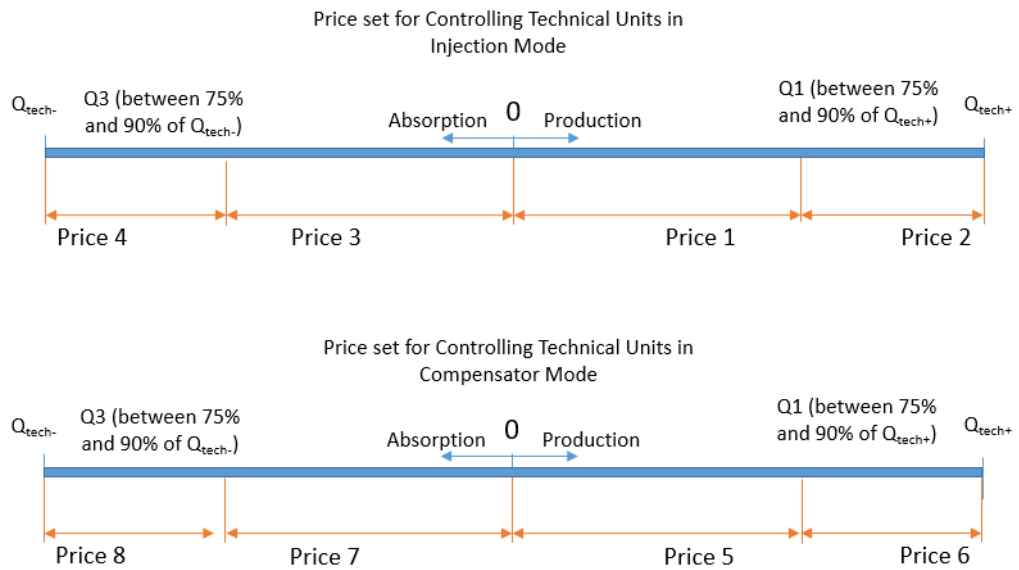 Price set for Controlling Technical Units in
Injection Mode
Qtech-
Q3 (between 75%
and 90% of Qtech-)
0
Absorption
Production
Q1 (between 75%
and 90% of Qtech+)
Qtech+
Price 4
Price 3
Price 1
Price 2
Price set for Controlling Technical Units in
Compensator Mode
Qtech-
Q3 (between 75%
and 90% of Qtech-)
0
Absorption
Production
Q1 (between 75%
and 90% of Qtech+)
Qtech+
Price 8
Price 7
Price 5
Price 6